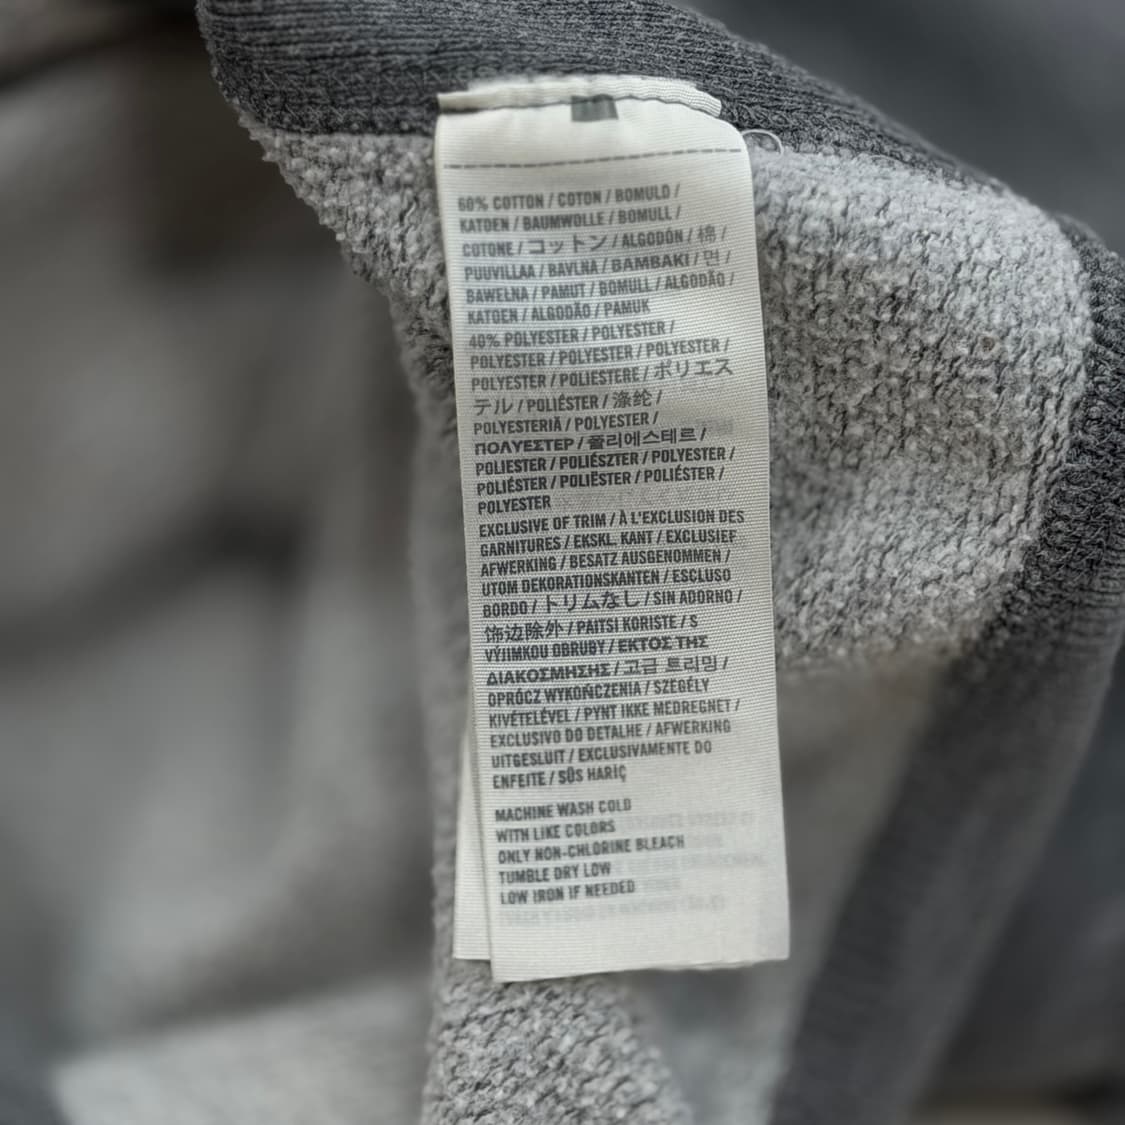 60% COTTON / COTON / BOMULD /
KATOEN / BAUMWOLLE / BOMULL /
COTONE / コットン / ALGODÓN / 棉 /
PUUVILLAA / BAVLNA / BAMBAKI / 면 /
BAWEŁNA / PAMUT / BOMULL / ALGODÃO /
KATOEN / ALGODÃO / PAMUK
40% POLYESTER / POLYESTER /
POLYESTER / POLYESTER / POLYESTER /
POLYESTER / POLIESTERE / ポリエス
テル / POLIÉSTER / 涤纶 /
POLYESTERIÄ / POLYESTER /
ΠΟΛΥΕΣΤΕΡ / 폴리에스테르 /
POLIESTER / POLIÉSZTER / POLYESTER /
POLIÉSTER / POLIËSTER / POLIÉSTER /
POLYESTER
EXCLUSIVE OF TRIM / À L'EXCLUSION DES
GARNITURES / EKSKL. KANT / EXCLUSIEF
AFWERKING / BESATZ AUSGENOMMEN /
UTOM DEKORATIONSKANTEN / ESCLUSO
BORDO / トリムなし / SIN ADORNO /
饰边除外 / PAITSI KORISTE / S
VÝJIMKOU OBRUBY / ΕΚΤΟΣ ΤΗΣ
ΔΙΑΚΟΣΜΗΣΗΣ / 고급 트리밍 /
OPRÓCZ WYKOŃCZENIA / SZEGÉLY
KIVÉTELÉVEL / PYNT IKKE MEDREGNET /
EXCLUSIVO DO DETALHE / AFWERKING
UITGESLUIT / EXCLUSIVAMENTE DO
ENFEITE / SÜS HARİÇ
MACHINE WASH COLD
WITH LIKE COLORS
ONLY NON-CHLORINE BLEACH
TUMBLE DRY LOW
LOW IRON IF NEEDED